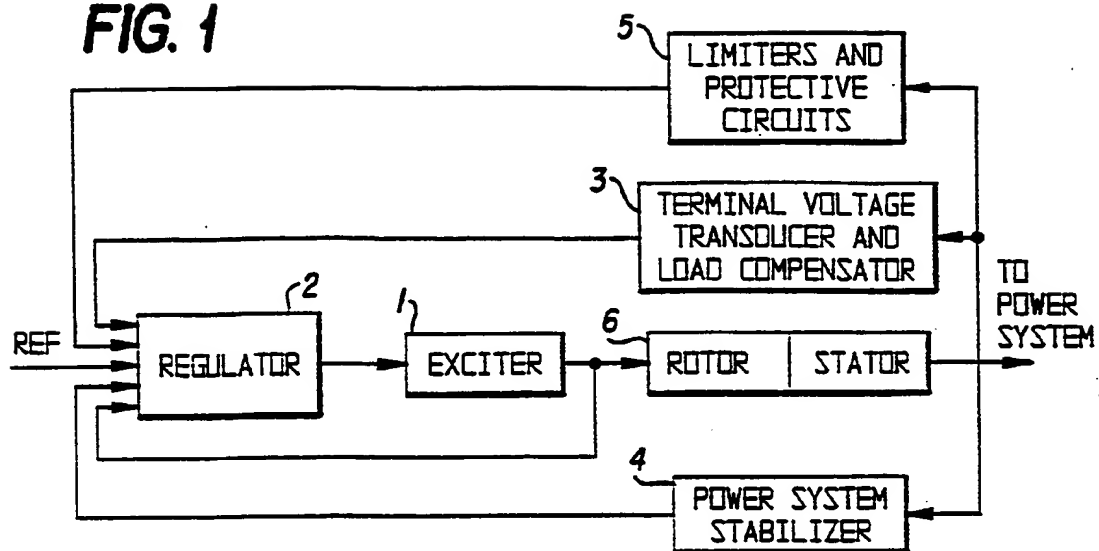 FIG. 1
5
LIMITERS AND
PROTECTIVE
CIRCUITS
3
TERMINAL VOLTAGE
TRANSDUCER AND
LOAD COMPENSATOR
TO
POWER
SYSTEM
2
1
6
REF
REGULATOR
EXCITER
ROTOR
STATOR
4
POWER SYSTEM
STABILIZER